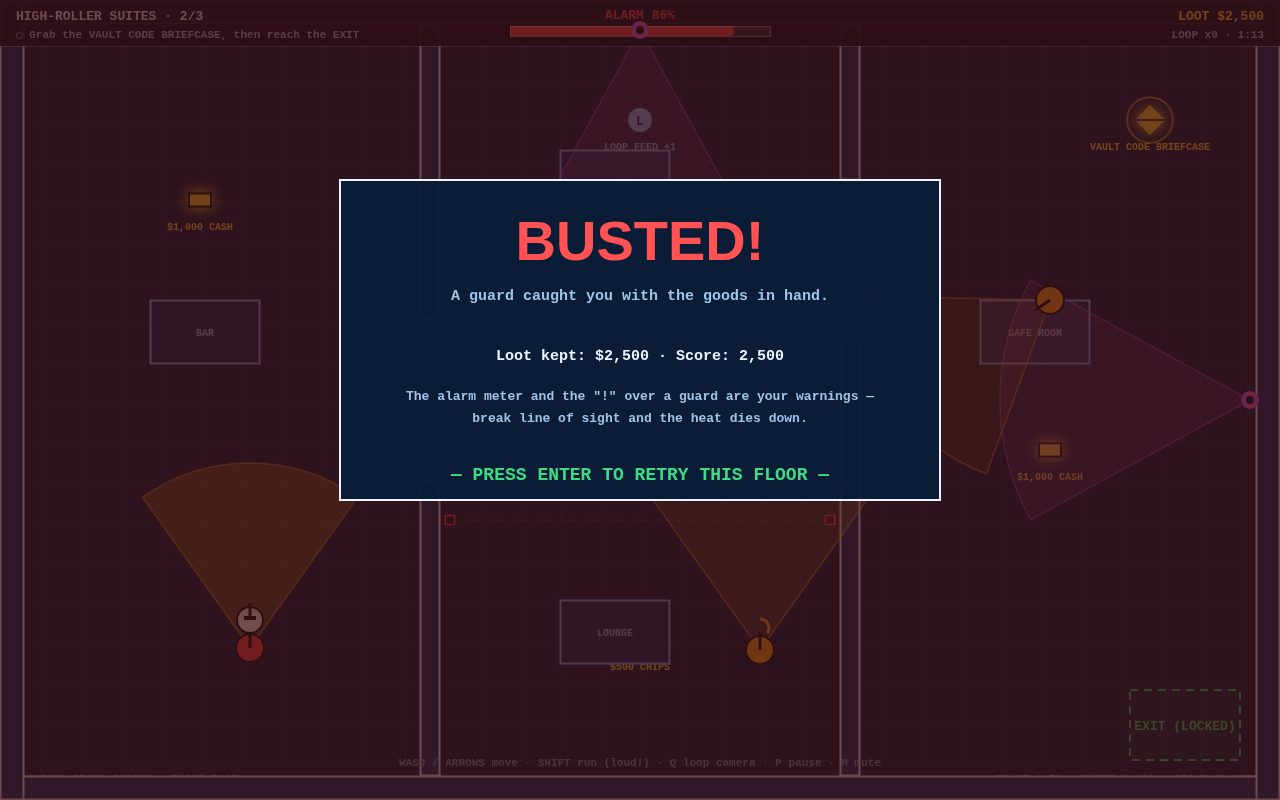 HIGH-ROLLER SUITES · 2/3
ALARM 86%
LOOT $2,500
○ Grab the VAULT CODE BRIEFCASE, then reach the EXIT
LOOP x0 · 1:13
L
LOOP FEED +1
VAULT CODE BRIEFCASE
$1,000 CASH
BUSTED!
A guard caught you with the goods in hand.
BAR
SAFE ROOM
Loot kept: $2,500 · Score: 2,500
The alarm meter and the "!" over a guard are your warnings —
break line of sight and the heat dies down.
— PRESS ENTER TO RETRY THIS FLOOR —
$1,000 CASH
LOUNGE
$500 CHIPS
EXIT (LOCKED)
WASD / ARROWS move · SHIFT run (loud!) · Q loop camera · P pause · M mute